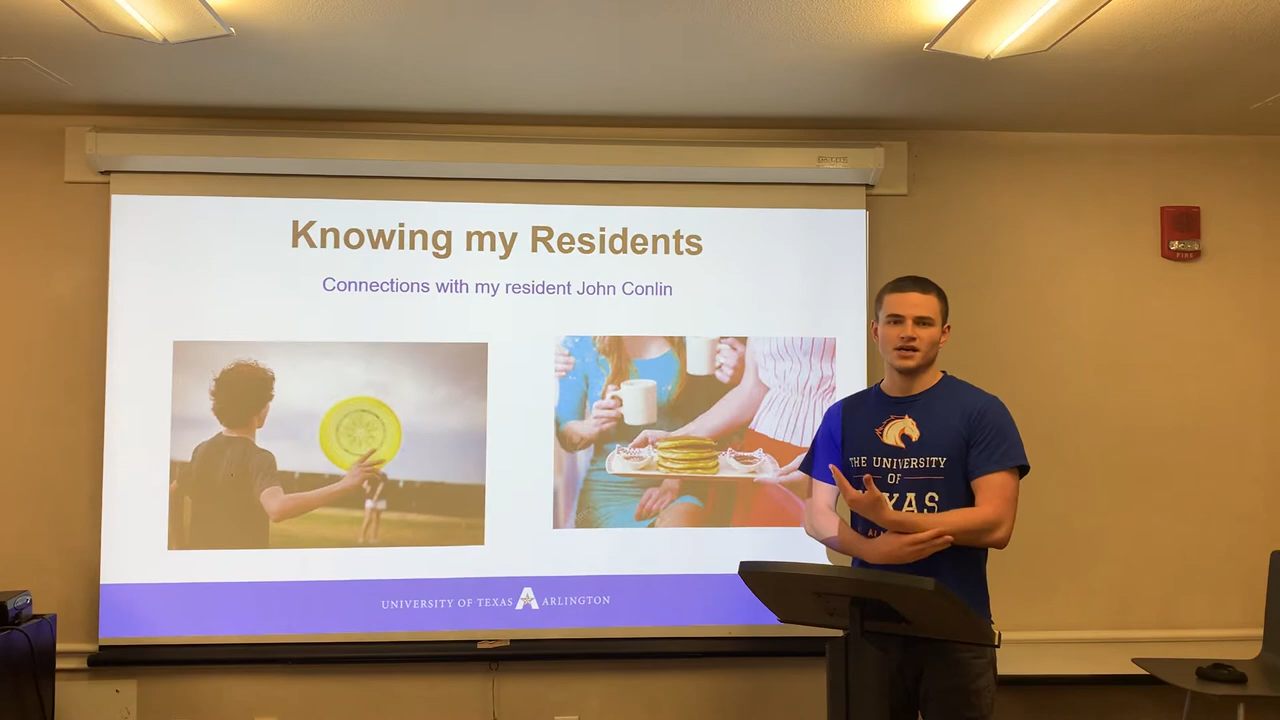 Knowing my Residents
Connections with my resident John Conlin
UNIVERSITY OF TEXAS A ARLINGTON
FIRE
THE UNIVERSITY
OF